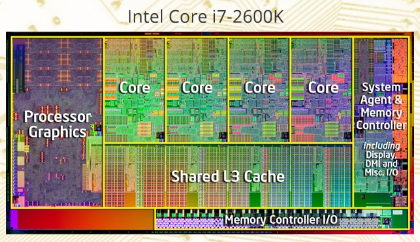 Intel Core i7-2600K
Core Core Core Core
Processor
Graphics
System
Agent &
Memory
Controller
Including
Display,
DMI and
Misc. I/O
Shared L3 Cache
Memory Controller I/O